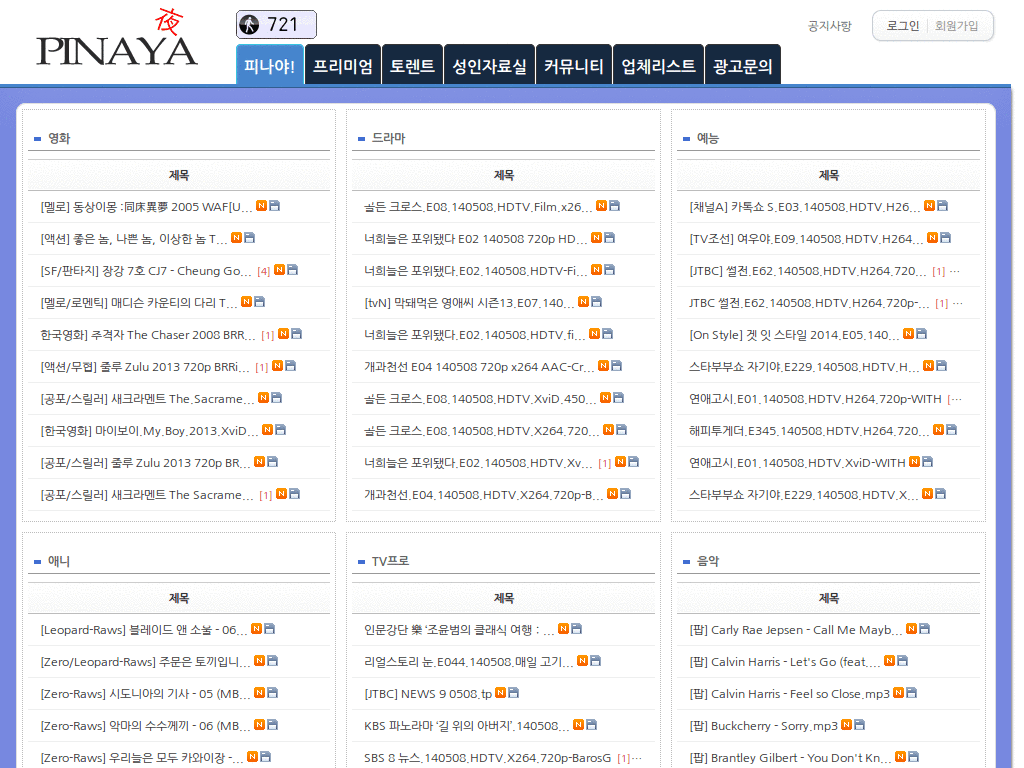 夜
PINAYA
721
공지사항
로그인
회원가입
피나야!
프리미엄
토렌트
성인자료실
커뮤니티
업체리스트
광고문의
영화
제목
[멜로] 동상이몽 :同床異夢 2005 WAF[U...
[액션] 좋은 놈, 나쁜 놈, 이상한 놈 T...
[SF/판타지] 장강 7호 CJ7 - Cheung Go... [4]
[멜로/로멘틱] 매디슨 카운티의 다리 T...
한국영화] 추격자 The Chaser 2008 BRR... [1]
[액션/무협] 줄루 Zulu 2013 720p BRRi... [1]
[공포/스릴러] 새크라멘트 The.Sacrame...
[한국영화] 마이보이.My.Boy.2013.XviD...
[공포/스릴러] 줄루 Zulu 2013 720p BR...
[공포/스릴러] 새크라멘트 The Sacrame... [1]
드라마
제목
골든 크로스.E08.140508.HDTV.Film.x26...
너희들은 포위됐다 E02 140508 720p HD...
너희들은 포위됐다.E02.140508.HDTV-Fi...
[tvN] 막돼먹은 영애씨 시즌13.E07.140...
너희들은 포위됐다.E02.140508.HDTV.fi...
개과천선 E04 140508 720p x264 AAC-Cr...
골든 크로스.E08.140508.HDTV.XviD.450...
골든 크로스.E08.140508.HDTV.X264.720...
너희들은 포위됐다.E02.140508.HDTV.Xv... [1]
개과천선.E04.140508.HDTV.X264.720p-B...
예능
제목
[채널A] 카톡쇼 S.E03.140508.HDTV.H26...
[TV조선] 여우야.E09.140508.HDTV.H264...
[JTBC] 썰전.E62.140508.HDTV.H264.720... [1] ...
JTBC 썰전.E62.140508.HDTV.H264.720p-... [1] ...
[On Style] 겟 잇 스타일 2014.E05.140...
스타부부쇼 자기야.E229.140508.HDTV.H...
연애고시.E01.140508.HDTV.H264.720p-WITH [...
해피투게더.E345.140508.HDTV.H264.720...
연애고시.E01.140508.HDTV.XviD-WITH
스타부부쇼 자기야.E229.140508.HDTV.X...
애니
제목
[Leopard-Raws] 블레이드 앤 소울 - 06...
[Zero/Leopard-Raws] 주문은 토끼입니...
[Zero-Raws] 시도니아의 기사 - 05 (MB...
[Zero-Raws] 악마의 수수께끼 - 06 (MB...
[Zero-Raws] 우리들은 모두 카와이장 -...
TV프로
제목
인문강단 樂 ‘조윤범의 클래식 여행 : ...
리얼스토리 눈.E044.140508.매일 고기...
[JTBC] NEWS 9 0508.tp
KBS 파노라마 ‘길 위의 아버지’.140508...
SBS 8 뉴스.140508.HDTV.X264.720p-BarosG [1]...
음악
제목
[팝] Carly Rae Jepsen - Call Me Mayb...
[팝] Calvin Harris - Let's Go (feat....
[팝] Calvin Harris - Feel so Close.mp3
[팝] Buckcherry - Sorry.mp3
[팝] Brantley Gilbert - You Don't Kn...